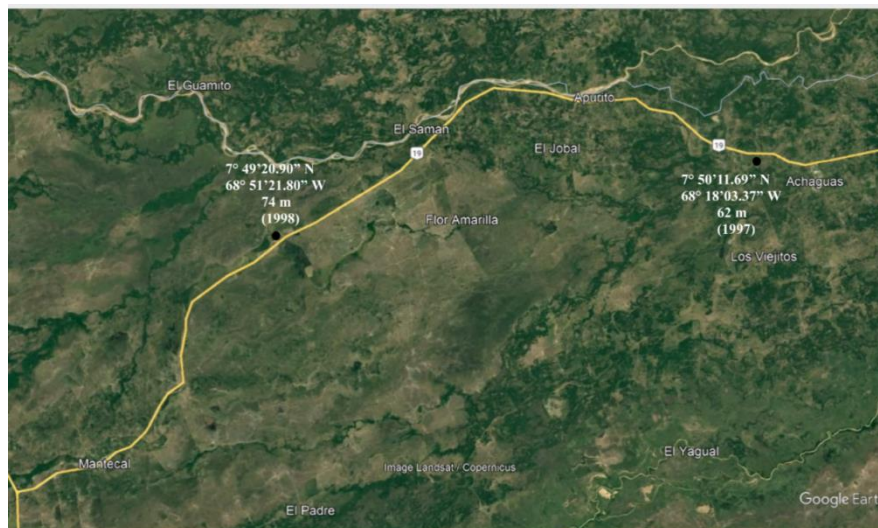 El Guamito
Apurito
El Saman
19
19
El Jobal
7° 49'20.90” N
68° 51'21.80” W
74 m
(1998)
7° 50'11.69” N
68° 18'03.37” W
62 m
(1997)
Achaguas
Flor Amarilla
Los Viejitos
El Yagual
Mantecal
Image Landsat / Copernicus
El Padre
Google Eart